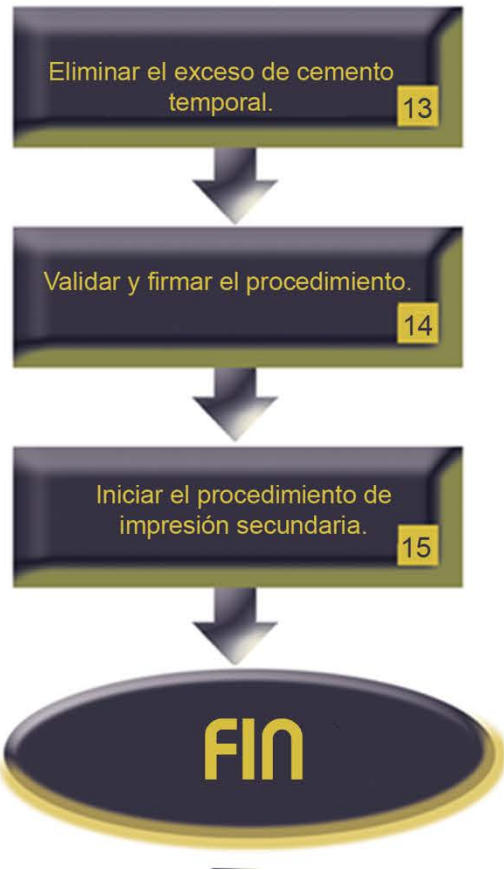 Eliminar el exceso de cemento
temporal.
13
Validar y firmar el procedimiento.
14
Iniciar el procedimiento de
impresión secundaria.
15
FIN